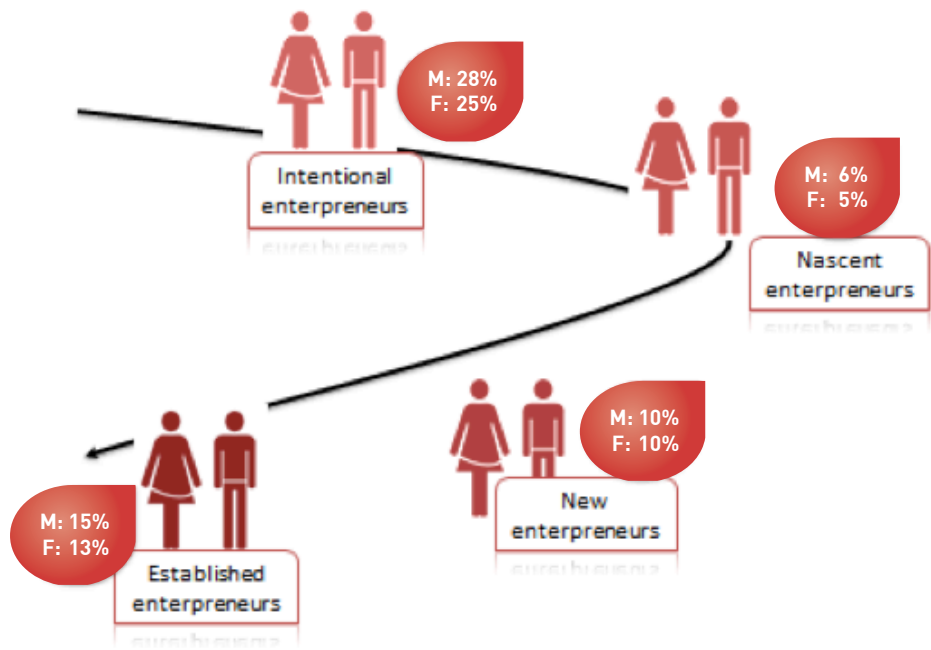 M: 28%
F: 25%
Intentional
enterpreneurs
M: 6%
F: 5%
Nascent
enterpreneurs
M: 10%
F: 10%
New
enterpreneurs
M: 15%
F: 13%
Established
enterpreneurs